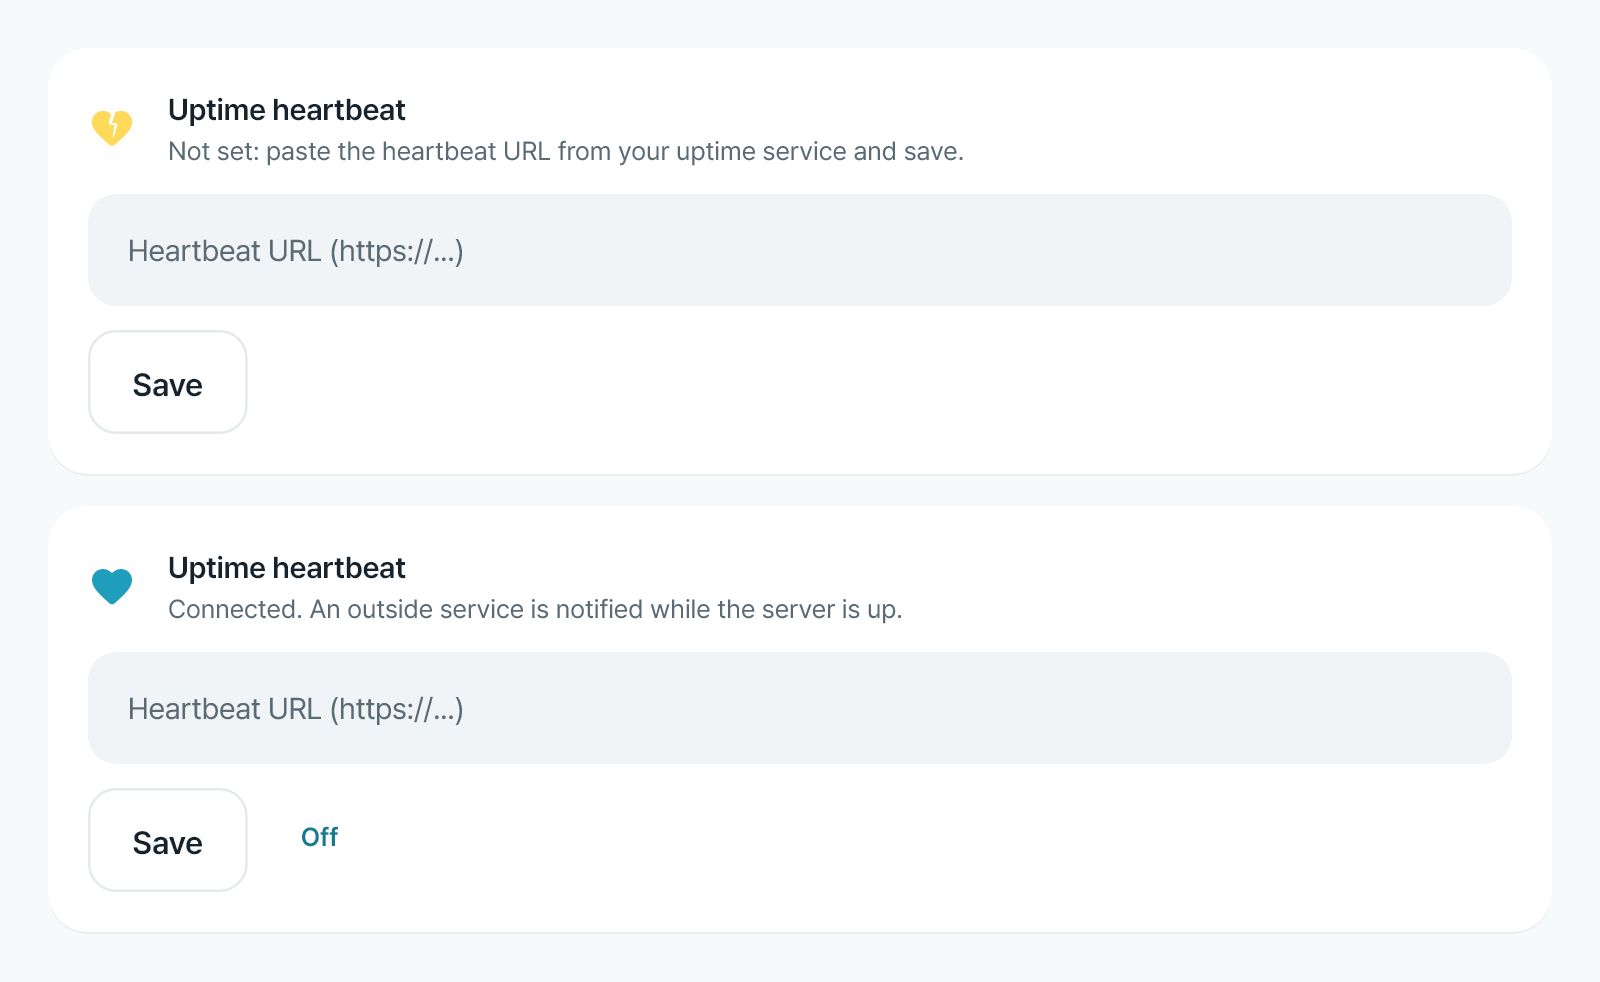 Uptime heartbeat
Not set: paste the heartbeat URL from your uptime service and save.
Heartbeat URL (https://...)
Save
Uptime heartbeat
Connected. An outside service is notified while the server is up.
Heartbeat URL (https://...)
Save
Off